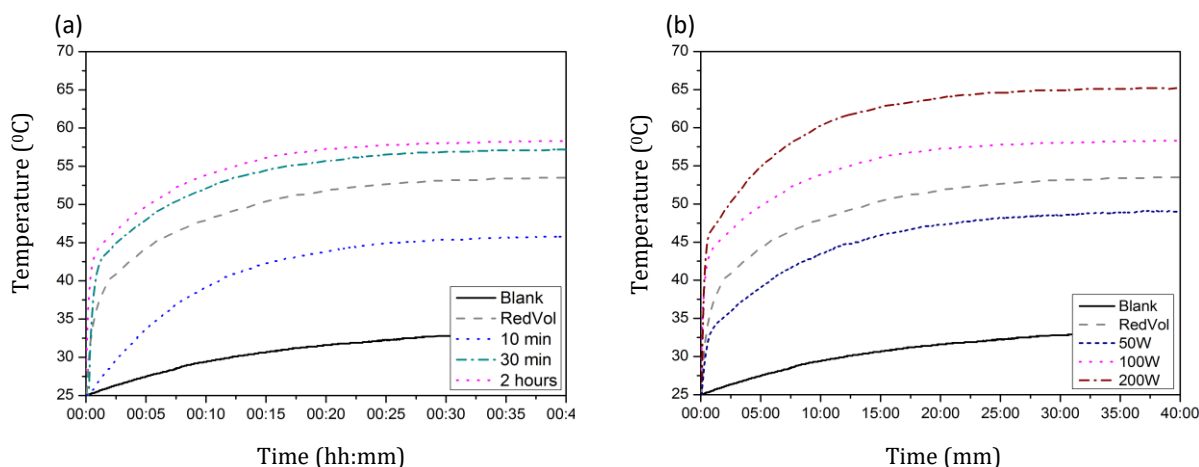 (a)
70
65
60
55
50
45
40
35
30
25
Temperature (⁰C)
Blank
RedVol
10 min
30 min
2 hours
00:00
00:05
00:10
00:15
00:20
00:25
00:30
00:35
00:4
Time (hh:mm)
(b)
70
65
60
55
50
45
40
35
30
25
Temperature (⁰C)
Blank
RedVol
50W
100W
200W
00:00
05:00
10:00
15:00
20:00
25:00
30:00
35:00
40:00
Time (mm)